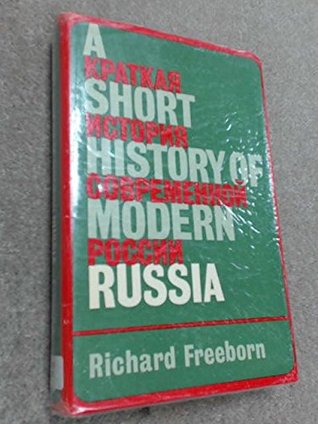 A
КРАТКАЯ
SHORT
ИСТОРИЯ
HISTORY OF
СОВРЕМЕННОЙ
MODERN
РОССИИ
RUSSIA
Richard Freeborn